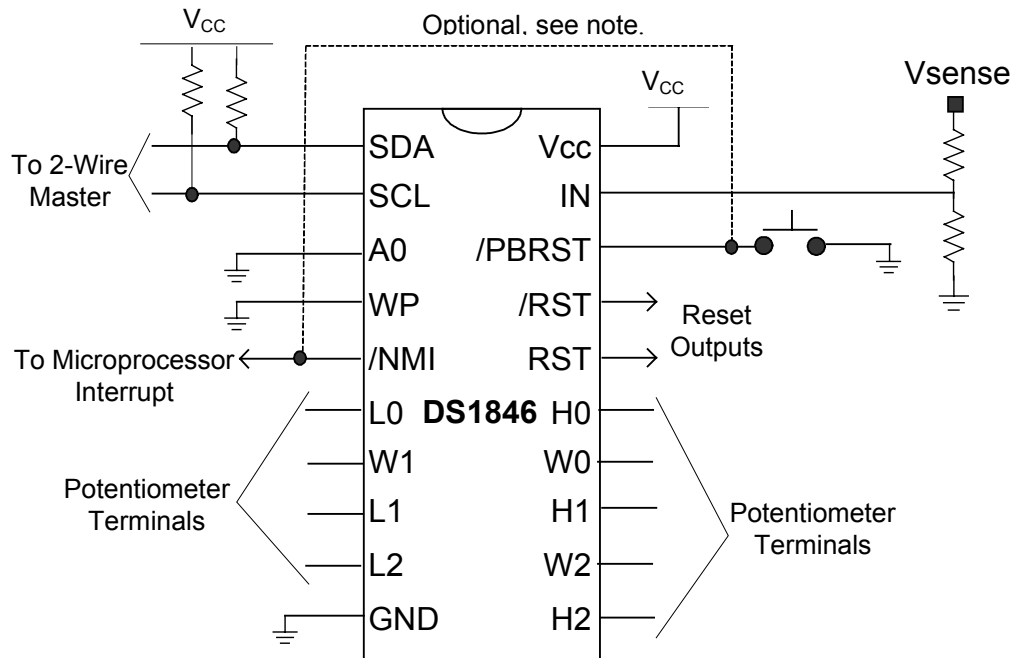 V_CC
Optional, see note.
V_CC
Vsense
To 2-Wire
Master
SDA
SCL
A0
WP
/NMI
L0
W1
L1
L2
GND
DS1846
Vcc
IN
/PBRST
/RST
RST
H0
W0
H1
W2
H2
To Microprocessor
Interrupt
Reset
Outputs
Potentiometer
Terminals
Potentiometer
Terminals